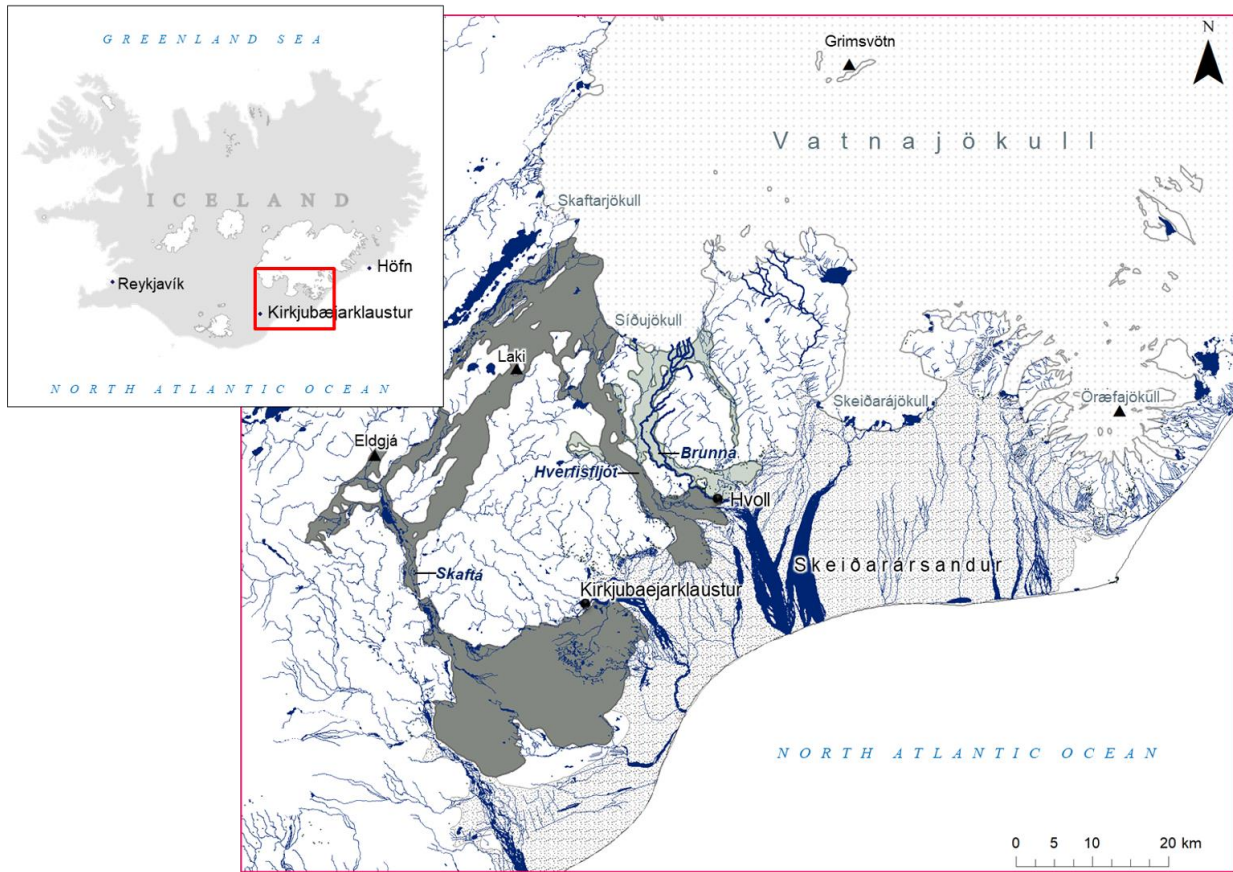 GREENLAND SEA
ICELAND
Höfn
Reykjavík
Kirkjubæjarklaustur
NORTH ATLANTIC OCEAN
Grimsvötn
N
Vatnajökull
Skaftarjökull
Síðujökull
Laki
Skeiðarájökull
Öræfajökull
Eldgjá
Brunná
Hverfisfljót
Hvoll
Skeiðarársandur
Skaftá
Kirkjubaejarklaustur
NORTH ATLANTIC OCEAN
0 5 10 20 km